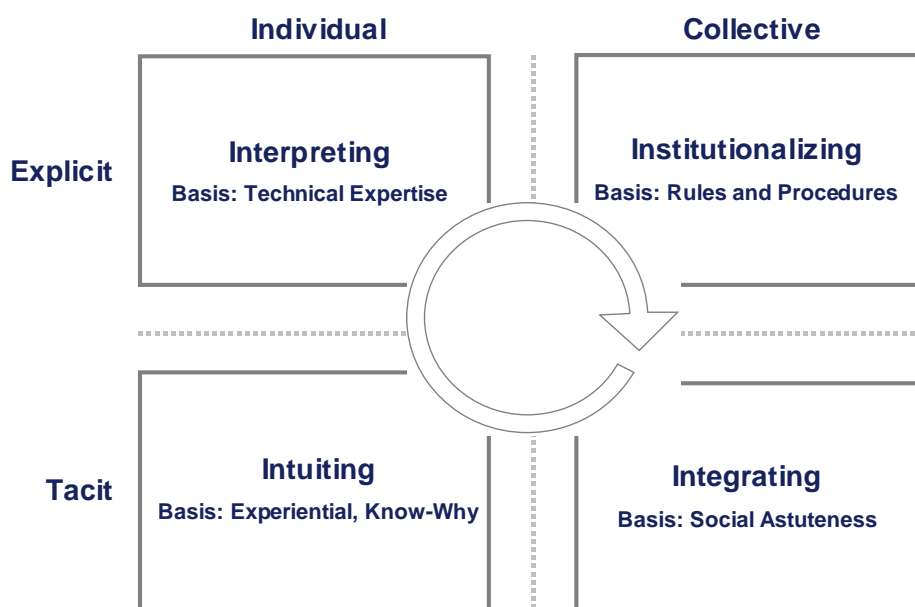 Individual
Collective
Explicit
Interpreting
Basis: Technical Expertise
Institutionalizing
Basis: Rules and Procedures
Tacit
Intuiting
Basis: Experiential, Know-Why
Integrating
Basis: Social Astuteness